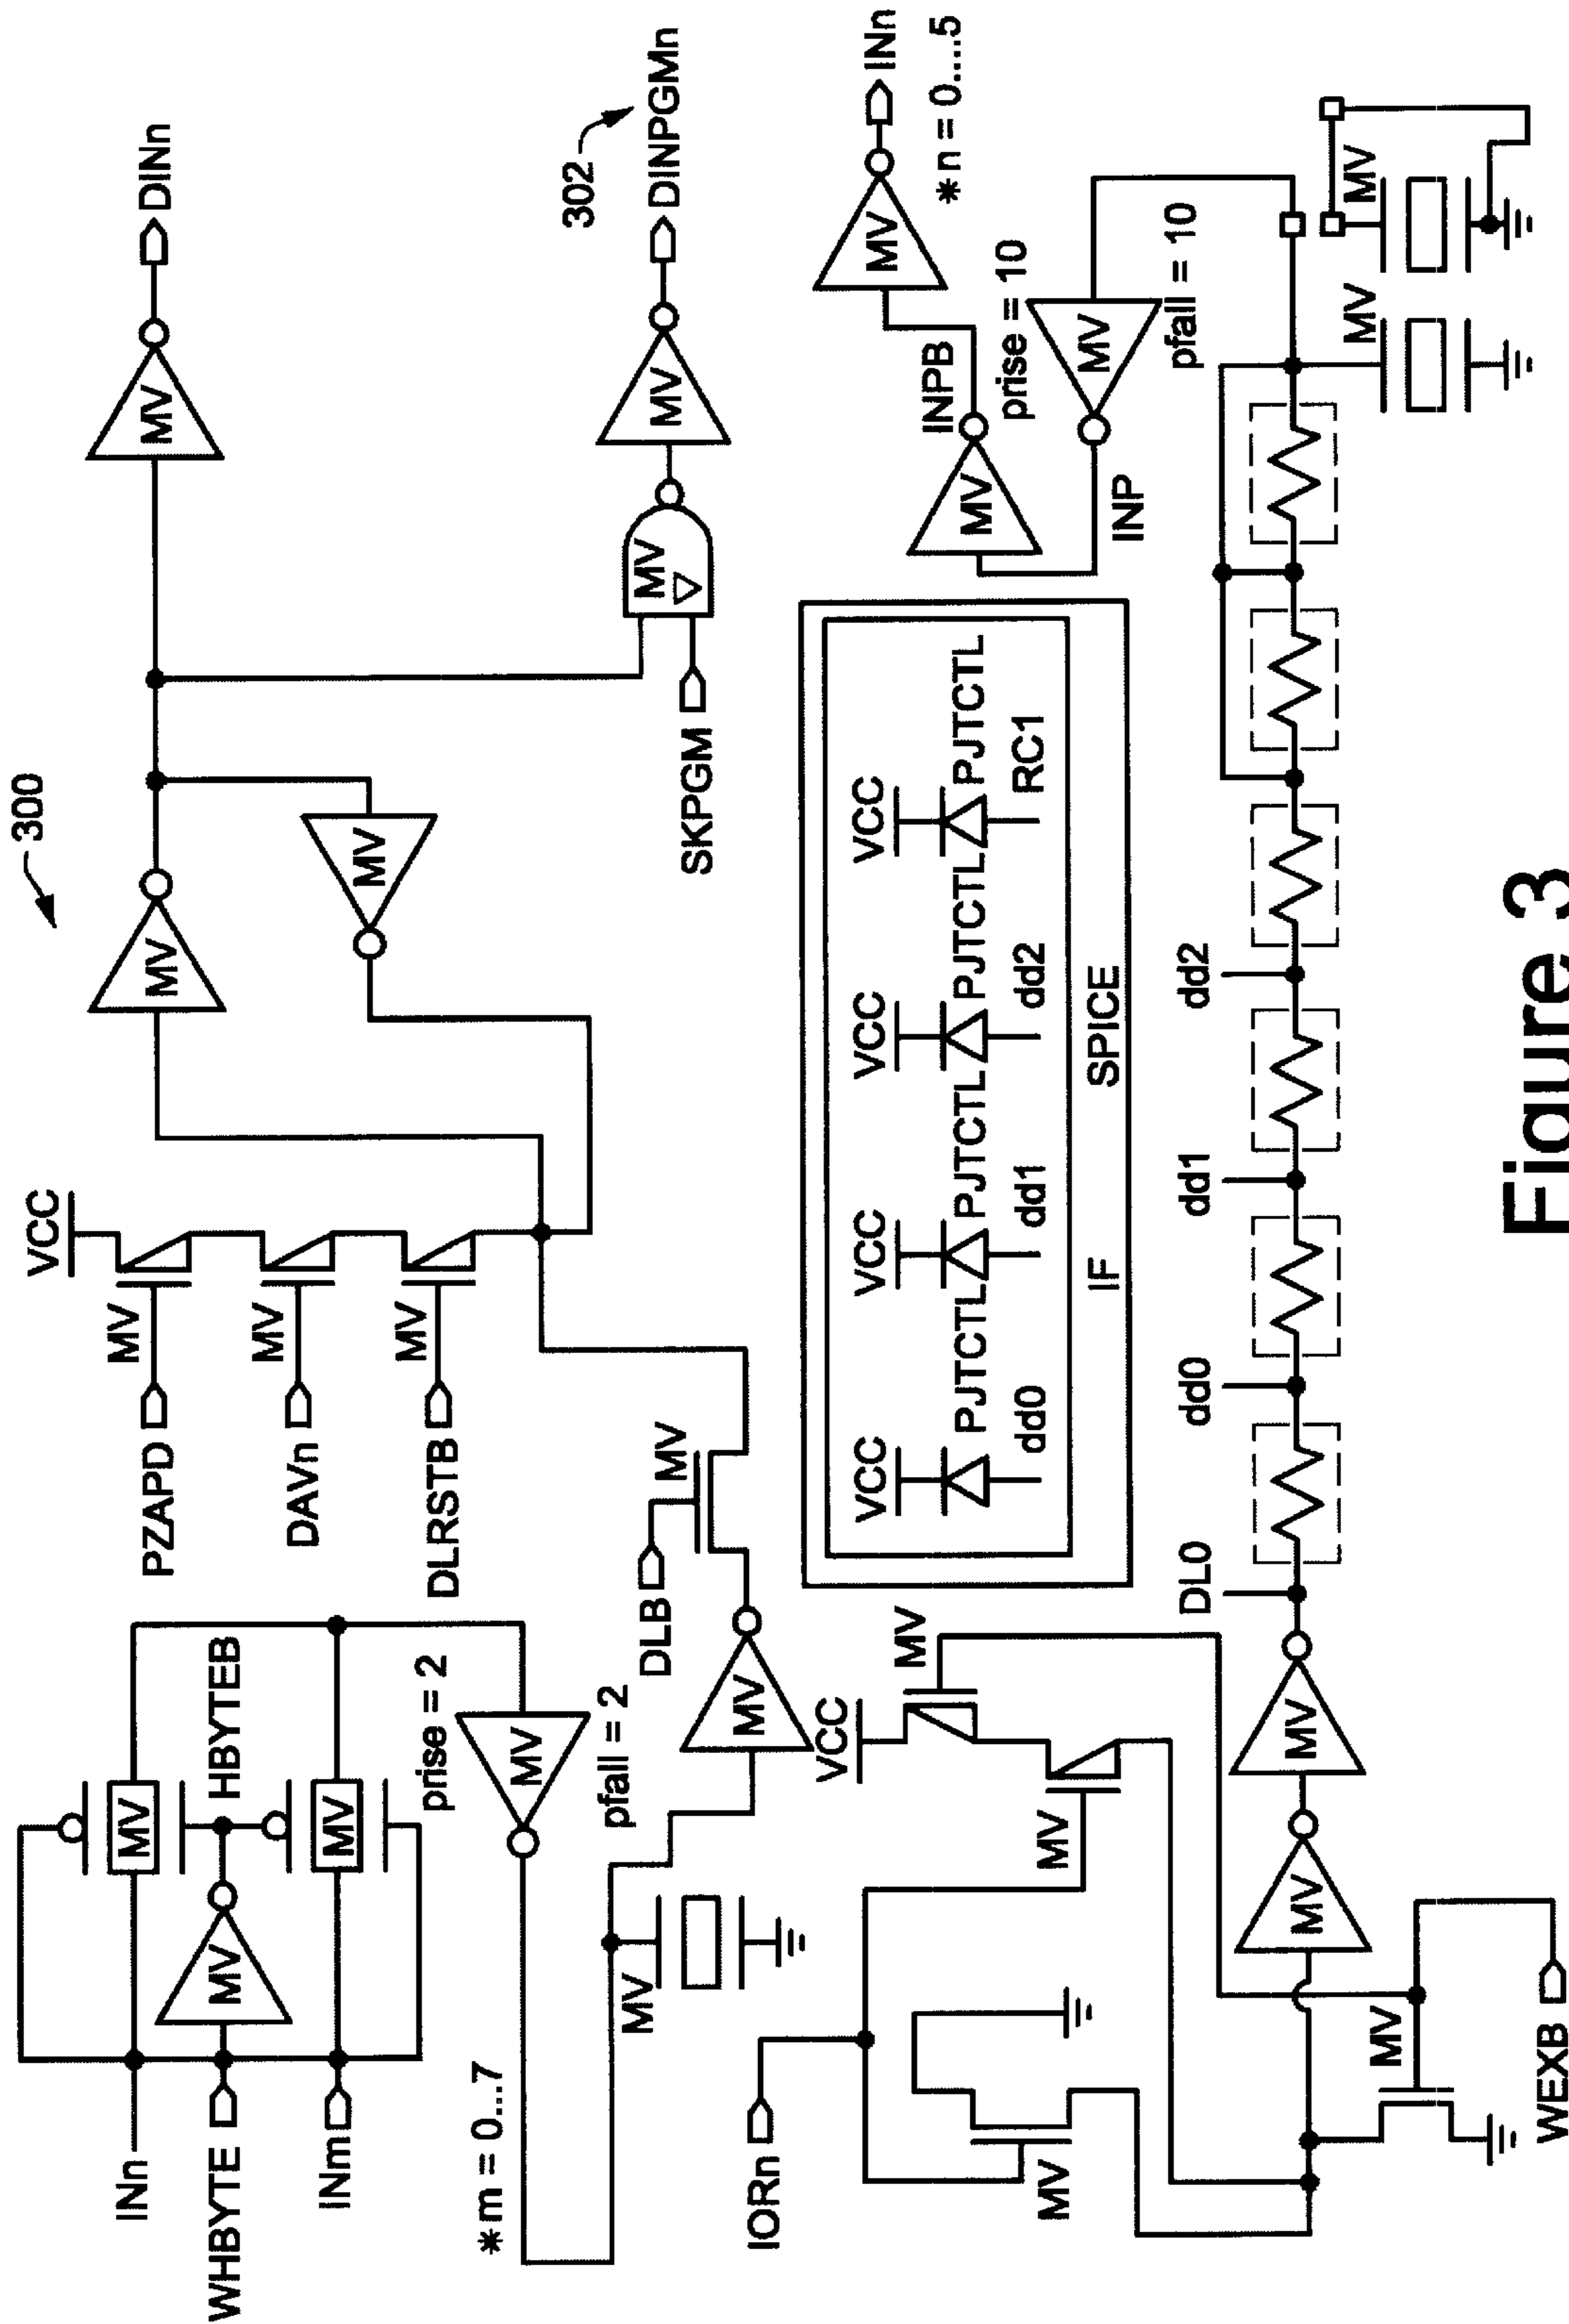 300
DINn
302
DINPGMn
VCC
PZAPD
MV
DAVn
MV
DLRSTB
MV
MV
MV
MV
MV
MV
SKPGM
INn
WHBYTE
INm
MV
MV
MV
HBYTEB
prise = 2
MV
pfall = 2
*m = 0...7
MV
MV
DLB
MV
VCC
PJTCTL
dd0
VCC
PJTCTL
dd1
VCC
PJTCTL
dd2
VCC
PJTCTL
RC1
IF SPICE
INn
*n = 0....5
MV
INPB
MV
prise = 10
MV
INP
pfall = 10
IORn
MV
VCC
MV
MV
MV
WEXB
MV
MV
DL0
dd0
dd1
dd2
MV
MV
Figure 3